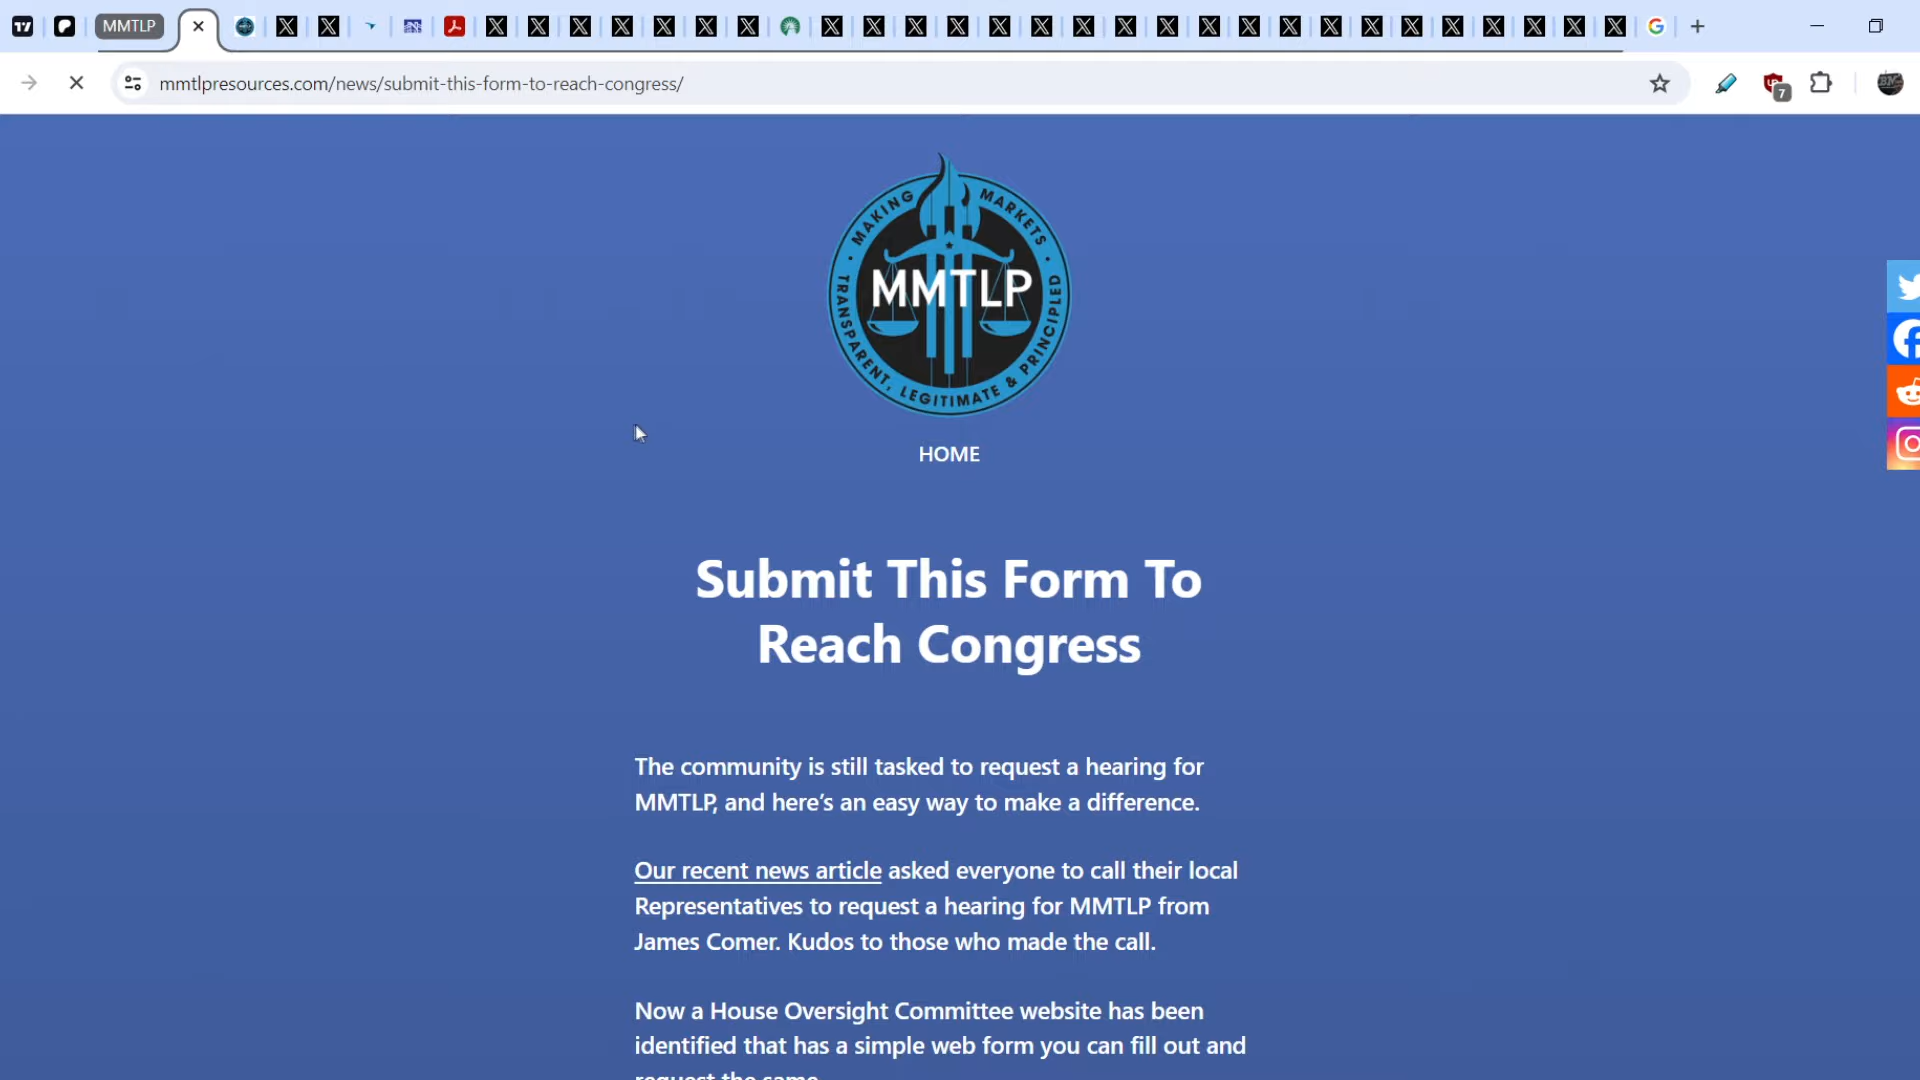 MMTLP
mmtlpresources.com/news/submit-this-form-to-reach-congress/
7
MAKING MARKETS
MMTLP
TRANSPARENT, LEGITIMATE & PRINCIPLED
HOME
Submit This Form To
Reach Congress
The community is still tasked to request a hearing for
MMTLP, and here’s an easy way to make a difference.
Our recent news article asked everyone to call their local
Representatives to request a hearing for MMTLP from
James Comer. Kudos to those who made the call.
Now a House Oversight Committee website has been
identified that has a simple web form you can fill out and
request the same.